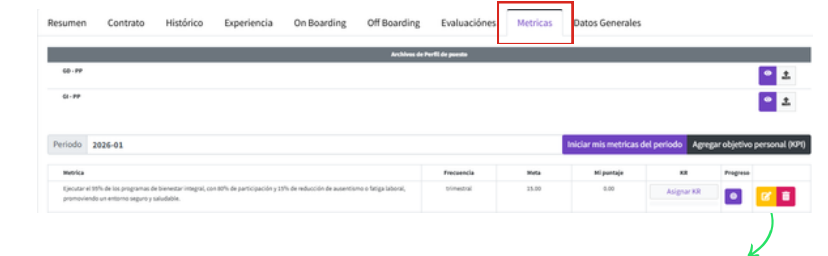 Resumen Contrato Histórico Experiencia On Boarding Off Boarding Evaluaciónes Metricas Datos Generales
Archivos de Perfil de puesto
GD - PP
GI - PP
Periodo 2026-01 Iniciar mis metricas del periodo Agregar objetivo personal (KPI)
Metrica Frecuencia Meta Mi puntaje KR Progreso
Ejecutar el 95% de los programas de bienestar integral, con 80% de participación y 15% de reducción de ausentismo o fatiga laboral, trimestral 15.00 0.00 Asignar KR
promoviendo un entorno seguro y saludable.